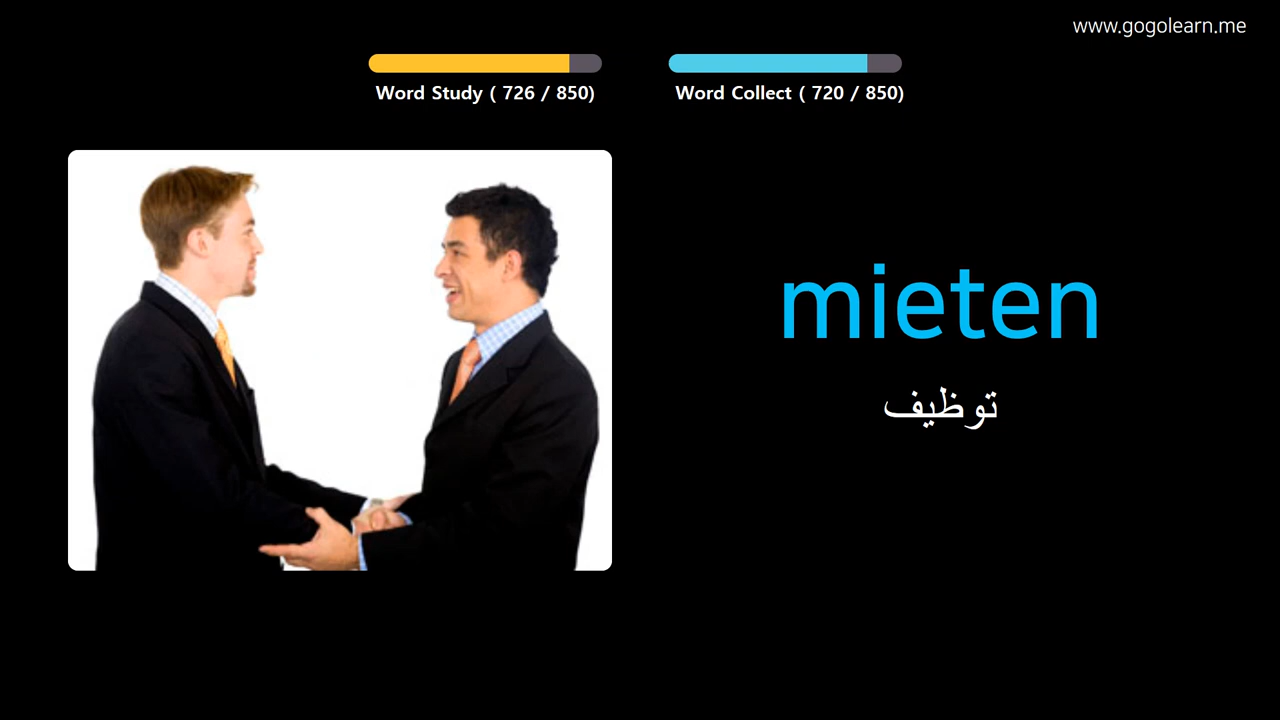 www.gogolearn.me
Word Study ( 726 / 850)
Word Collect ( 720 / 850)
mieten
توظيف